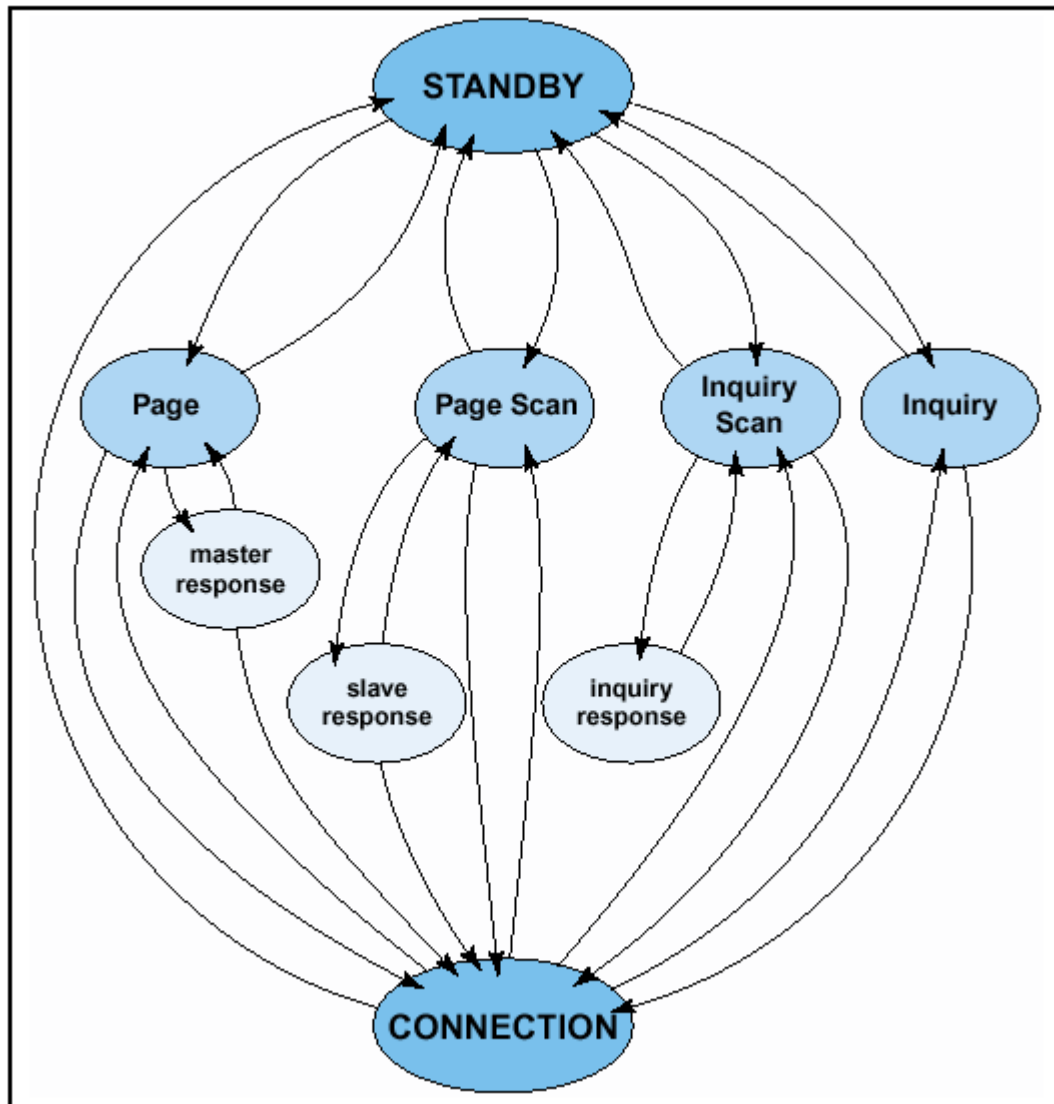 STANDBY
Page
Page Scan
Inquiry
Scan
Inquiry
master
response
slave
response
inquiry
response
CONNECTION